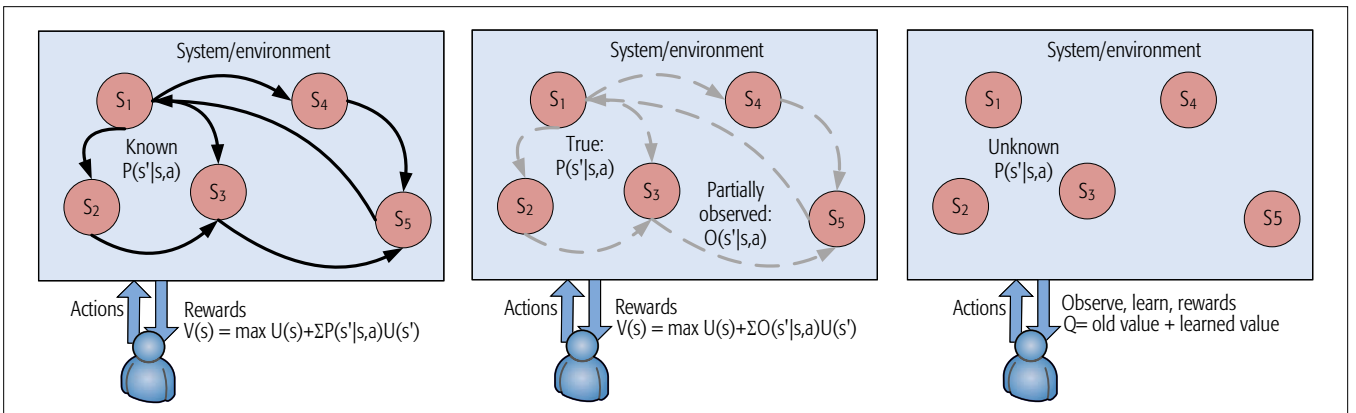 System/environment
S1
S4
Known
P(s'|s,a)
S3
S2
S5
Actions
Rewards
V(s) = max U(s)+ΣP(s'|s,a)U(s')
System/environment
S1
S4
True:
P(s'|s,a)
S3
S2
Partially
observed:
O(s'|s,a)
S5
Actions
Rewards
V(s) = max U(s)+ΣO(s'|s,a)U(s')
System/environment
S1
S4
Unknown
P(s'|s,a)
S3
S2
S5
Actions
Observe, learn, rewards
Q= old value + learned value